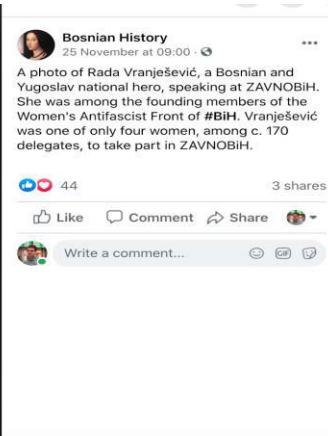 Bosnian History
25 November at 09:00 ·
A photo of Rada Vranješević, a Bosnian and
Yugoslav national hero, speaking at ZAVNOBiH.
She was among the founding members of the
Women's Antifascist Front of #BiH. Vranješević
was one of only four women, among c. 170
delegates, to take part in ZAVNOBiH.
44
3 shares
Like Comment Share
Write a comment... GIF